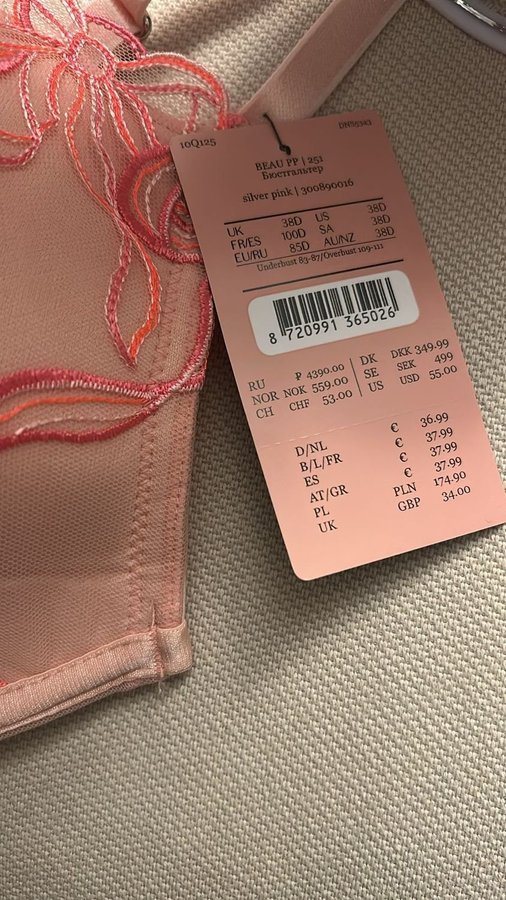 10Q125 DN95323
BEAU PP | 251
Бюстгальтер
silver pink | 300890016
UK 38D US 38D
FR/ES 100D SA 38D
EU/RU 85D AU/NZ 38D
Underbust 83-87/Overbust 109-111
8 720991 365026
RU ₽ 4390.00 DK DKK 349.99
NOR NOK 559.00 SE SEK 499
CH CHF 53.00 US USD 55.00
D/NL € 36.99
B/L/FR € 37.99
ES € 37.99
AT/GR € 37.99
PL PLN 174.90
UK GBP 34.00